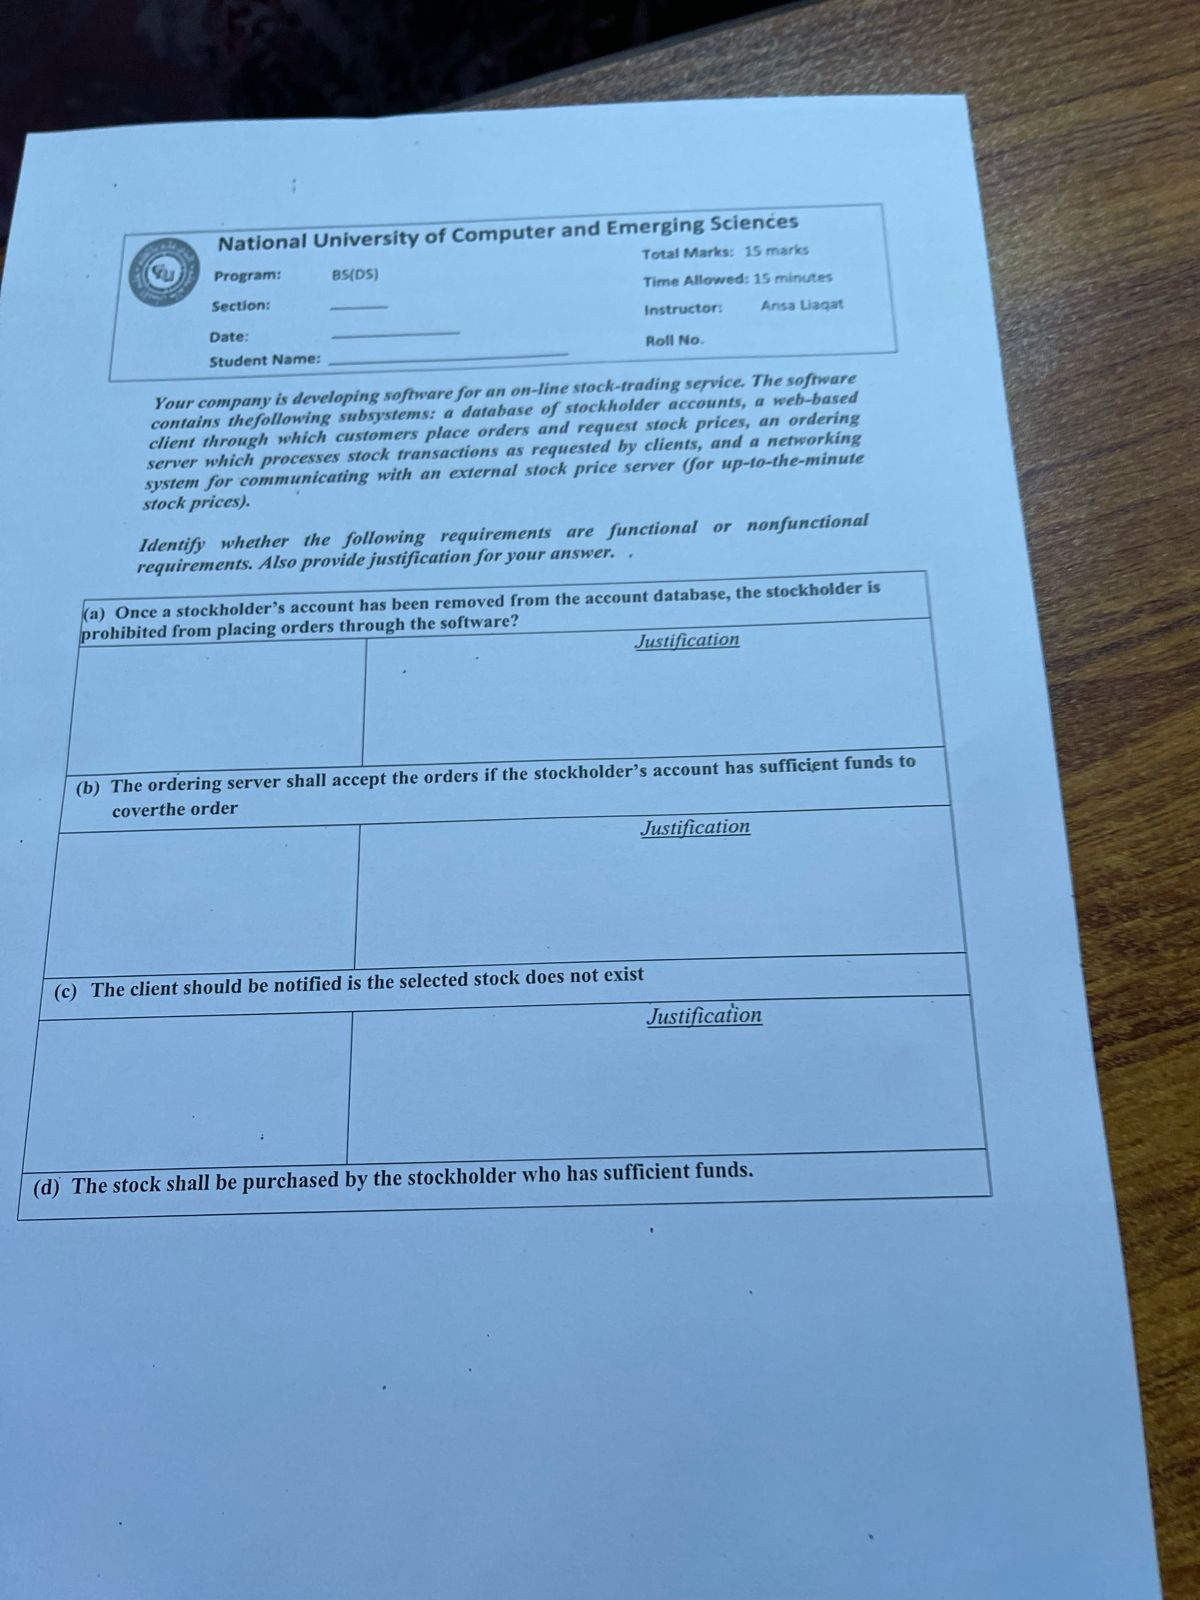 National University of Computer and Emerging Sciences
Program: BS(DS)
Total Marks: 15 marks
Section:
Time Allowed: 15 minutes
Date:
Instructor: Ansa Liaqat
Student Name:
Roll No.
Your company is developing software for an on-line stock-trading service. The software
contains thefollowing subsystems: a database of stockholder accounts, a web-based
client through which customers place orders and request stock prices, an ordering
server which processes stock transactions as requested by clients, and a networking
system for communicating with an external stock price server (for up-to-the-minute
stock prices).
Identify whether the following requirements are functional or nonfunctional
requirements. Also provide justification for your answer. .
(a) Once a stockholder's account has been removed from the account database, the stockholder is
prohibited from placing orders through the software?
Justification
(b) The ordering server shall accept the orders if the stockholder's account has sufficient funds to
coverthe order
Justification
(c) The client should be notified is the selected stock does not exist
Justification
(d) The stock shall be purchased by the stockholder who has sufficient funds.